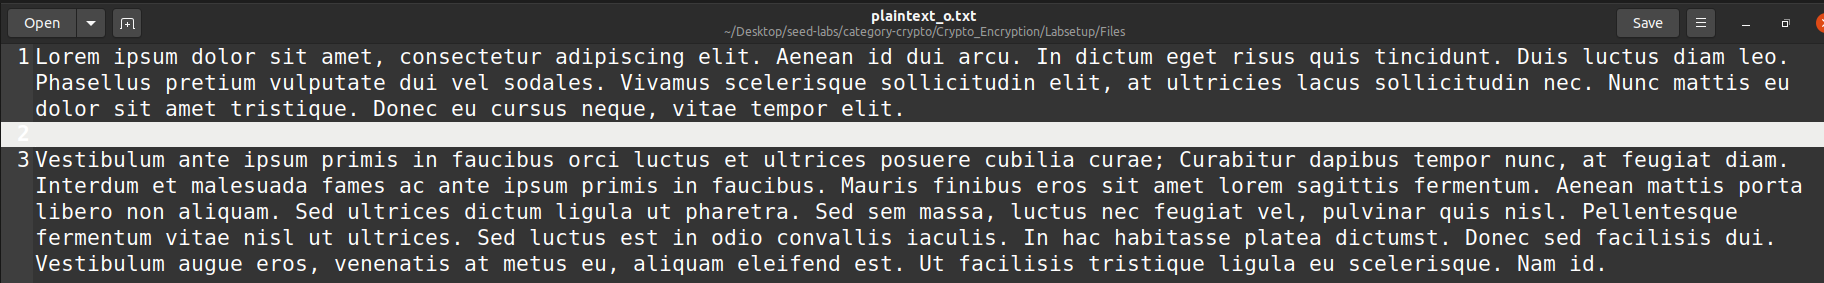 Open
plaintext_o.txt
~/Desktop/seed-labs/category-crypto/Crypto_Encryption/Labsetup/Files
Save
1 Lorem ipsum dolor sit amet, consectetur adipiscing elit. Aenean id dui arcu. In dictum eget risus quis tincidunt. Duis luctus diam leo.
Phasellus pretium vulputate dui vel sodales. Vivamus scelerisque sollicitudin elit, at ultricies lacus sollicitudin nec. Nunc mattis eu
dolor sit amet tristique. Donec eu cursus neque, vitae tempor elit.
2
3 Vestibulum ante ipsum primis in faucibus orci luctus et ultrices posuere cubilia curae; Curabitur dapibus tempor nunc, at feugiat diam.
Interdum et malesuada fames ac ante ipsum primis in faucibus. Mauris finibus eros sit amet lorem sagittis fermentum. Aenean mattis porta
libero non aliquam. Sed ultrices dictum ligula ut pharetra. Sed sem massa, luctus nec feugiat vel, pulvinar quis nisl. Pellentesque
fermentum vitae nisl ut ultrices. Sed luctus est in odio convallis iaculis. In hac habitasse platea dictumst. Donec sed facilisis dui.
Vestibulum augue eros, venenatis at metus eu, aliquam eleifend est. Ut facilisis tristique ligula eu scelerisque. Nam id.